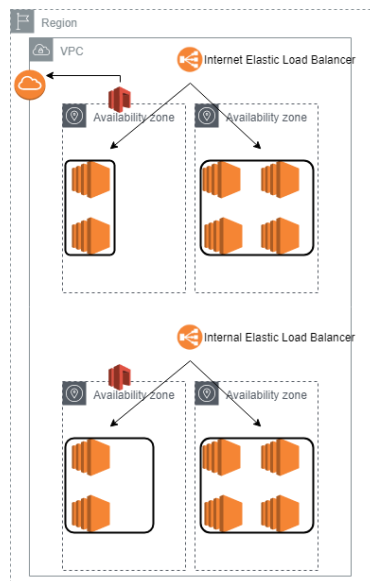 Region
VPC
Internet Elastic Load Balancer
Availability zone
Availability zone
Internal Elastic Load Balancer
Availability zone
Availability zone